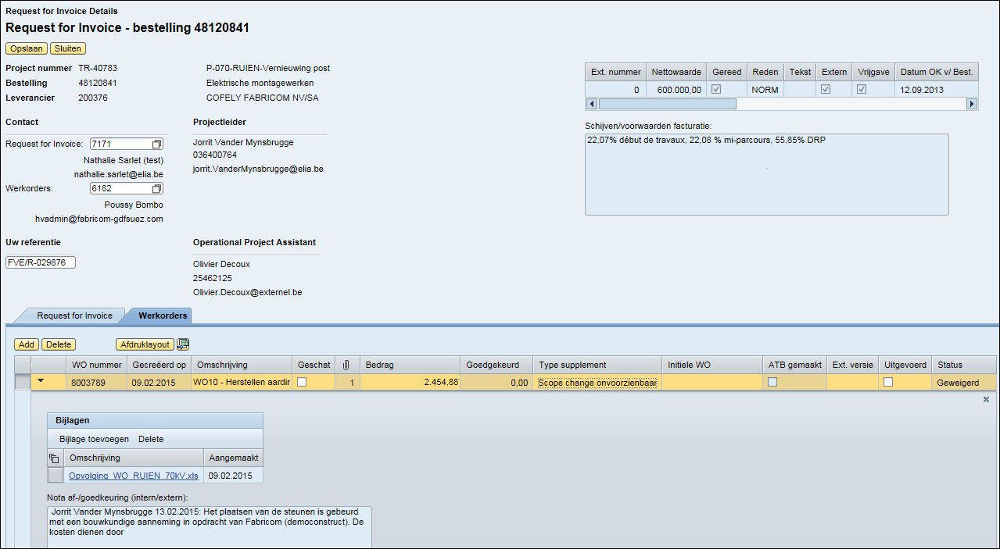 Request for Invoice Details
Request for Invoice - bestelling 48120841
Opslaan Sluiten
Project nummer TR-40783 P-070-RUIEN-Vernieuwing post
Bestelling 48120841 Elektrische montagewerken
Leverancier 200376 COFELY FABRICOM NV/SA
Ext. nummer Nettowaarde Gereed Reden Tekst Extern Vrijgave Datum OK v/ Best.
0 600.000,00 NORM 12.09.2013
Schijven/voorwaarden facturatie:
22,07% début de travaux, 22,08 % mi-parcours, 55,85% DRP
Contact
Request for Invoice: 7171
Nathalie Sarlet (test)
nathalie.sarlet@elia.be
Werkorders: 6182
Poussy Bombo
hvadmin@fabricom-gdfsuez.com
Projectleider
Jorrit Vander Mynsbrugge
036400764
jorrit.VanderMynsbrugge@elia.be
Uw referentie
FVE/R-029876
Operational Project Assistant
Olivier Decoux
25462125
Olivier.Decoux@externel.be
Request for Invoice Werkorders
Add Delete Afdruklayout
WO nummer Gecreëerd op Omschrijving Geschat Bedrag Goedgekeurd Type supplement Initiele WO ATB gemaakt Ext. versie Uitgevoerd Status
8003789 09.02.2015 WO10 - Herstellen aardir 1 2.454,88 0,00 Scope change onvoorzienbaar Geweigerd
Bijlagen
Bijlage toevoegen Delete
Omschrijving Aangemaakt
Opvolging_WO_RUIEN_70kV.xls 09.02.2015
Nota af-/goedkeuring (intern/extern):
Jorrit Vander Mynsbrugge 13.02.2015: Het plaatsen van de steunen is gebeurd
met een bouwkundige aanneming in opdracht van Fabricom (democonstruct). De
kosten dienen door